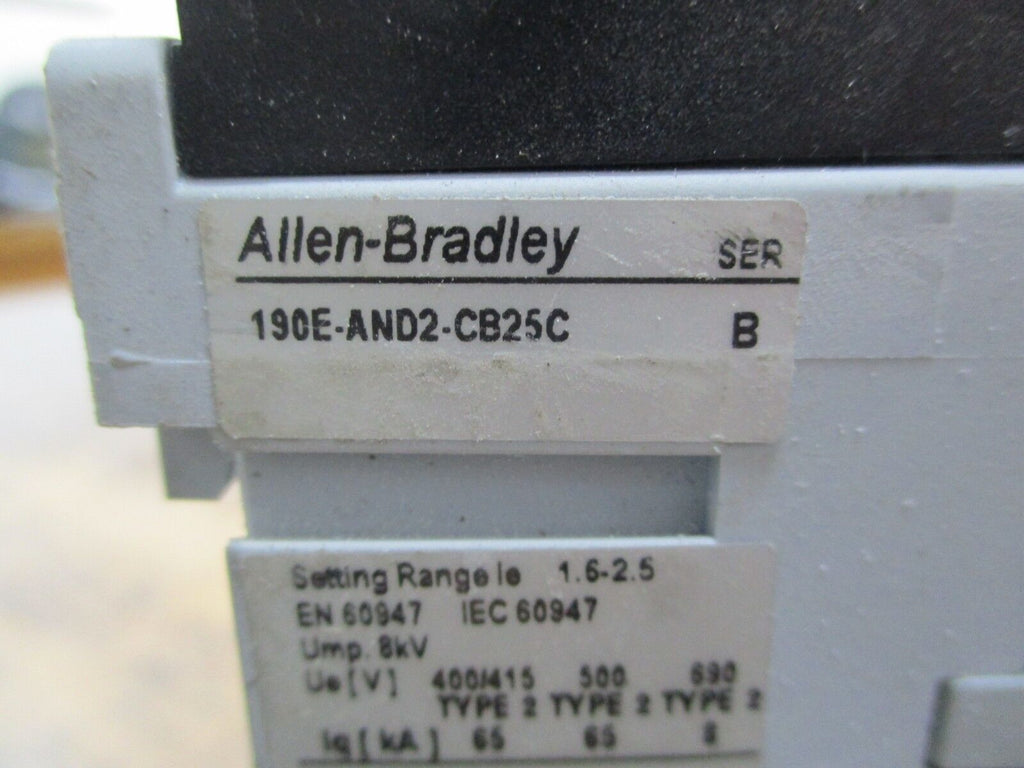 Allen-Bradley SER
190E-AND2-CB25C B
Setting Range Ie 1.6-2.5
EN 60947 IEC 60947
Uimp. 8kV
Ue [ V ] 400/415 500 690
TYPE 2 TYPE 2 TYPE 2
Iq [ kA ] 65 65 8